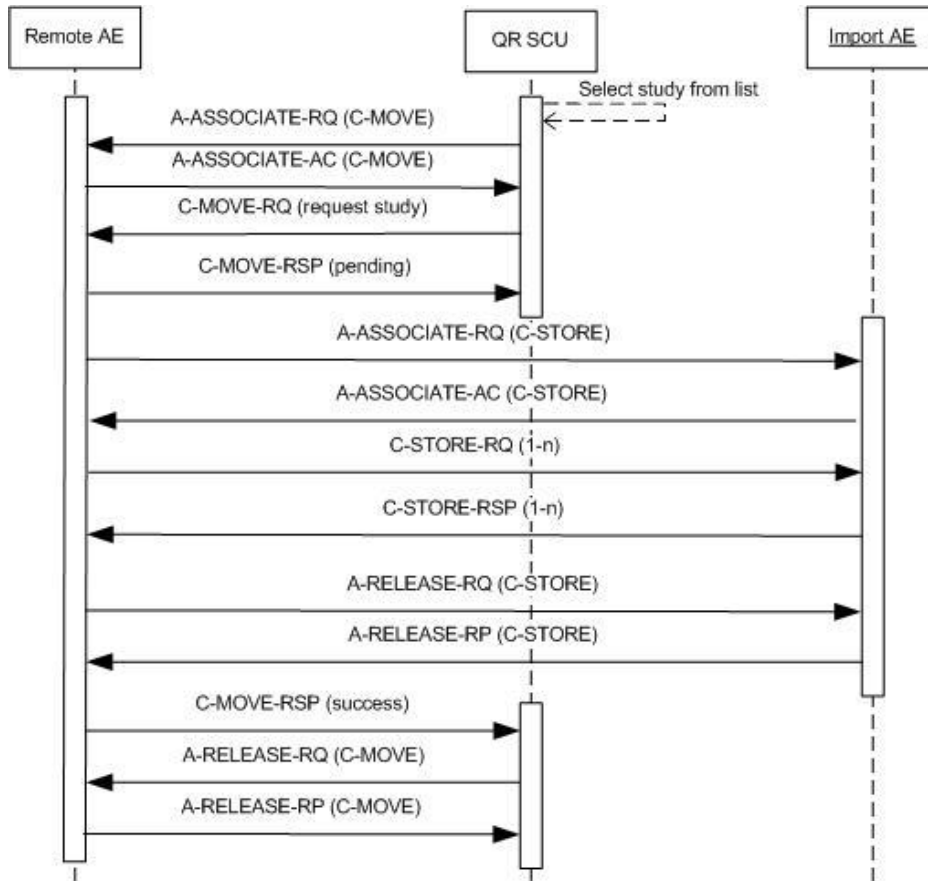 Remote AE
QR SCU
Import AE
Select study from list
A-ASSOCIATE-RQ (C-MOVE)
A-ASSOCIATE-AC (C-MOVE)
C-MOVE-RQ (request study)
C-MOVE-RSP (pending)
A-ASSOCIATE-RQ (C-STORE)
A-ASSOCIATE-AC (C-STORE)
C-STORE-RQ (1-n)
C-STORE-RSP (1-n)
A-RELEASE-RQ (C-STORE)
A-RELEASE-RP (C-STORE)
C-MOVE-RSP (success)
A-RELEASE-RQ (C-MOVE)
A-RELEASE-RP (C-MOVE)